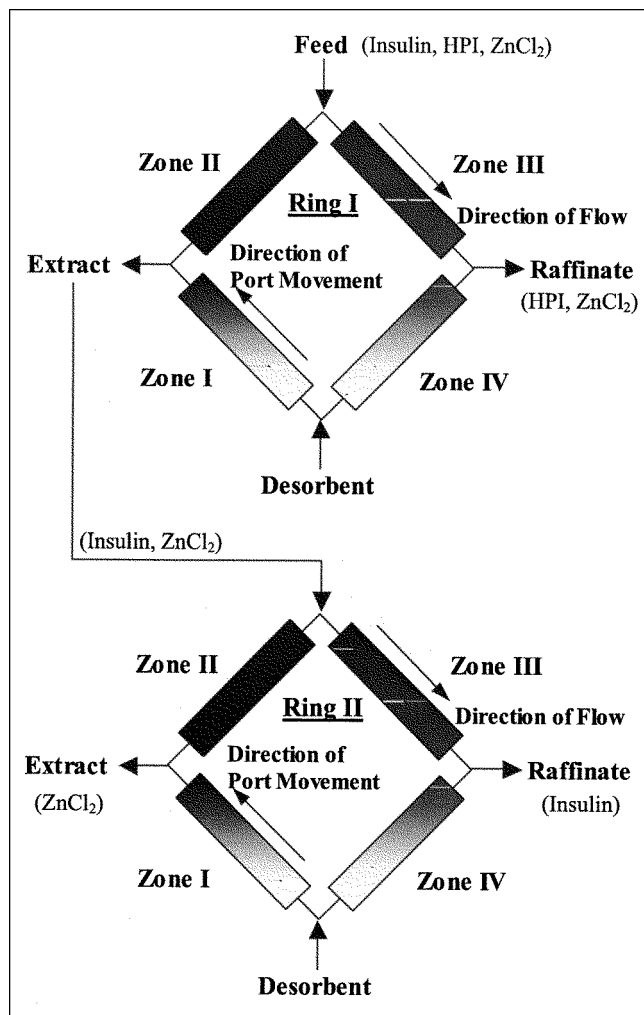 Feed (Insulin, HPI, ZnCl₂)
Zone II
Zone III
Ring I
Direction of Flow
Extract
Direction of
Port Movement
Raffinate
(HPI, ZnCl₂)
Zone I
Zone IV
Desorbent
(Insulin, ZnCl₂)
Zone II
Zone III
Ring II
Direction of Flow
Extract
(ZnCl₂)
Direction of
Port Movement
Raffinate
(Insulin)
Zone I
Zone IV
Desorbent